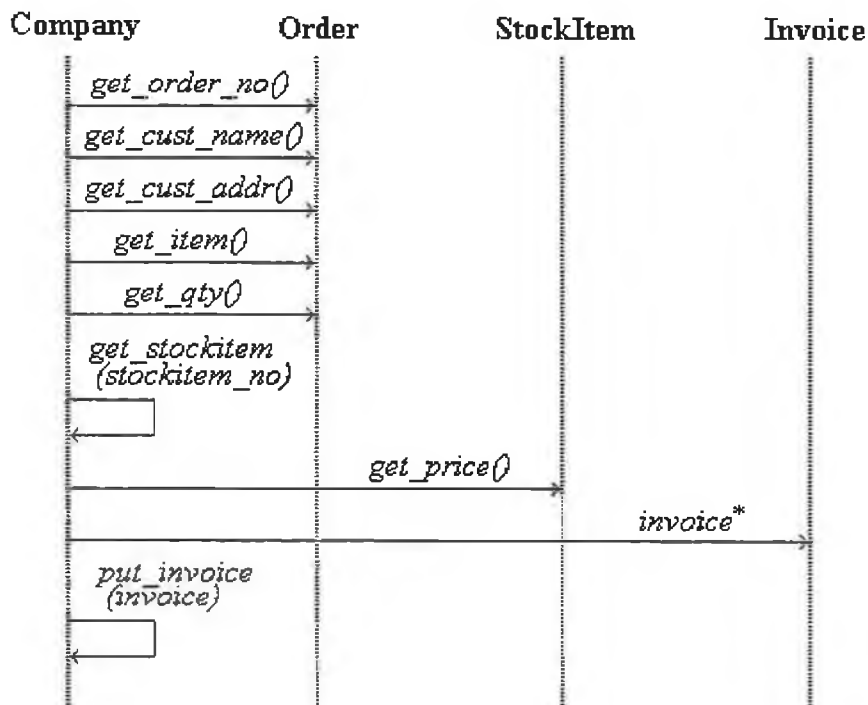 Company Order StockItem Invoice
get_order_no()
get_cust_name()
get_cust_addr()
get_item()
get_qty()
get_stockitem
(stockitem_no)
get_price()
invoice*
put_invoice
(invoice)